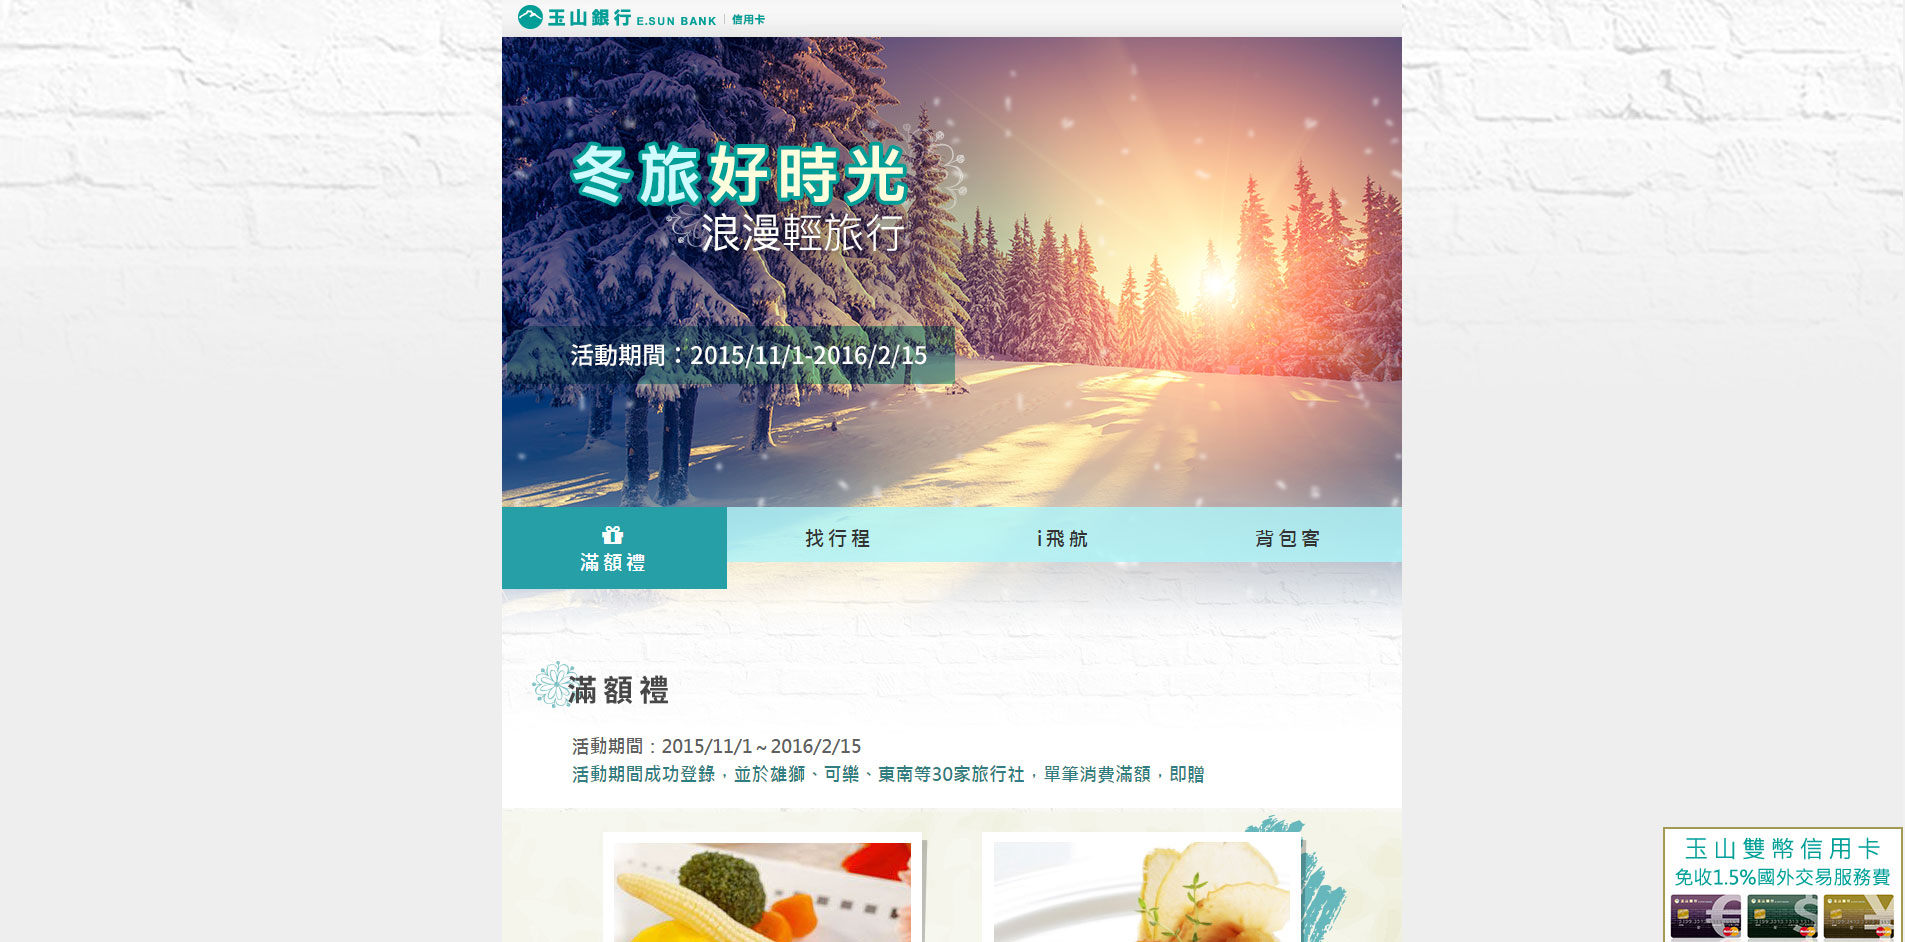 玉山銀行 E.SUN BANK | 信用卡
冬旅好時光
浪漫輕旅行
活動期間：2015/11/1-2016/2/15
滿額禮
找行程
i飛航
背包客
滿額禮
活動期間：2015/11/1～2016/2/15
活動期間成功登錄，並於雄獅、可樂、東南等30家旅行社，單筆消費滿額，即贈
玉山雙幣信用卡
免收1.5%國外交易服務費